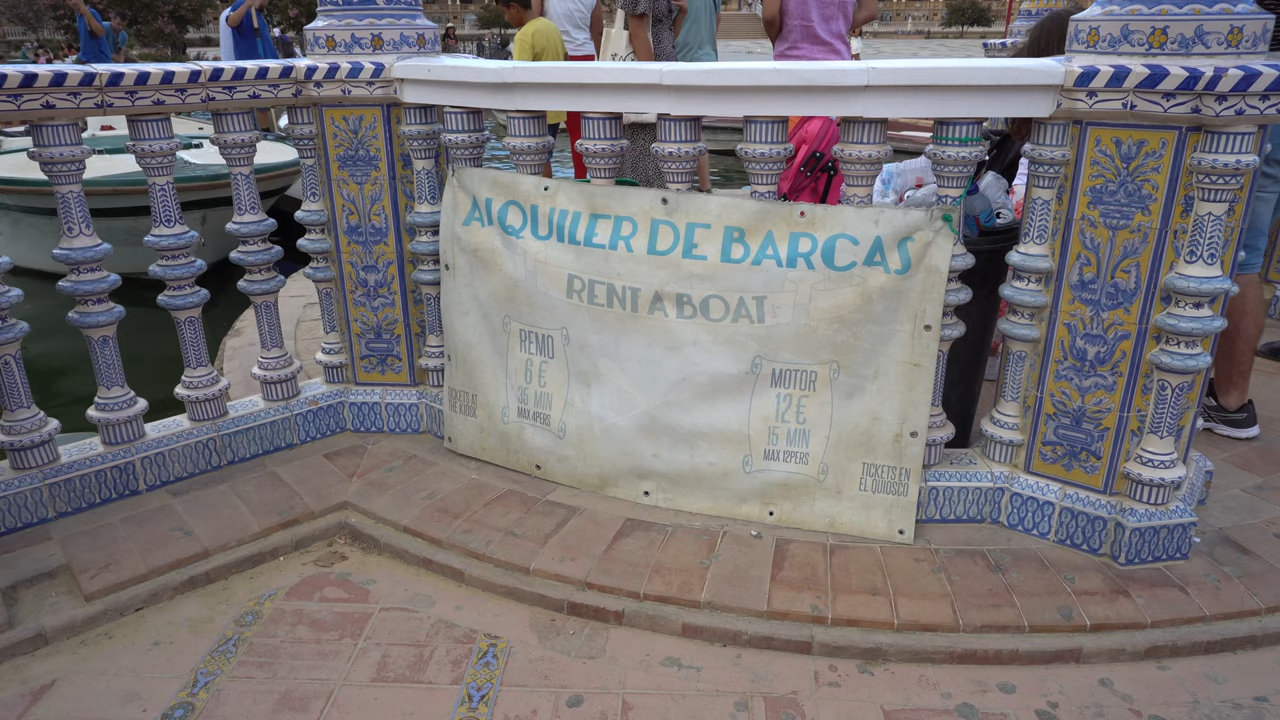 ALQUILER DE BARCAS
RENT A BOAT
REMO
6 €
35 MIN
MAX 4PERS
TICKETS AT
THE KIOSK
MOTOR
12 €
15 MIN
MAX 12PERS
TICKETS EN
EL QUIOSCO